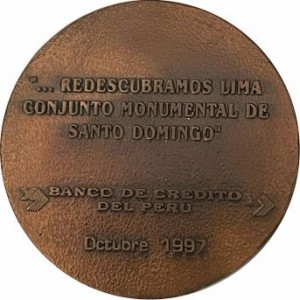 "... REDESCUBRAMOS LIMA
CONJUNTO MONUMENTAL DE
SANTO DOMINGO"
BANCO DE CREDITO
DEL PERU
Octubre 1997